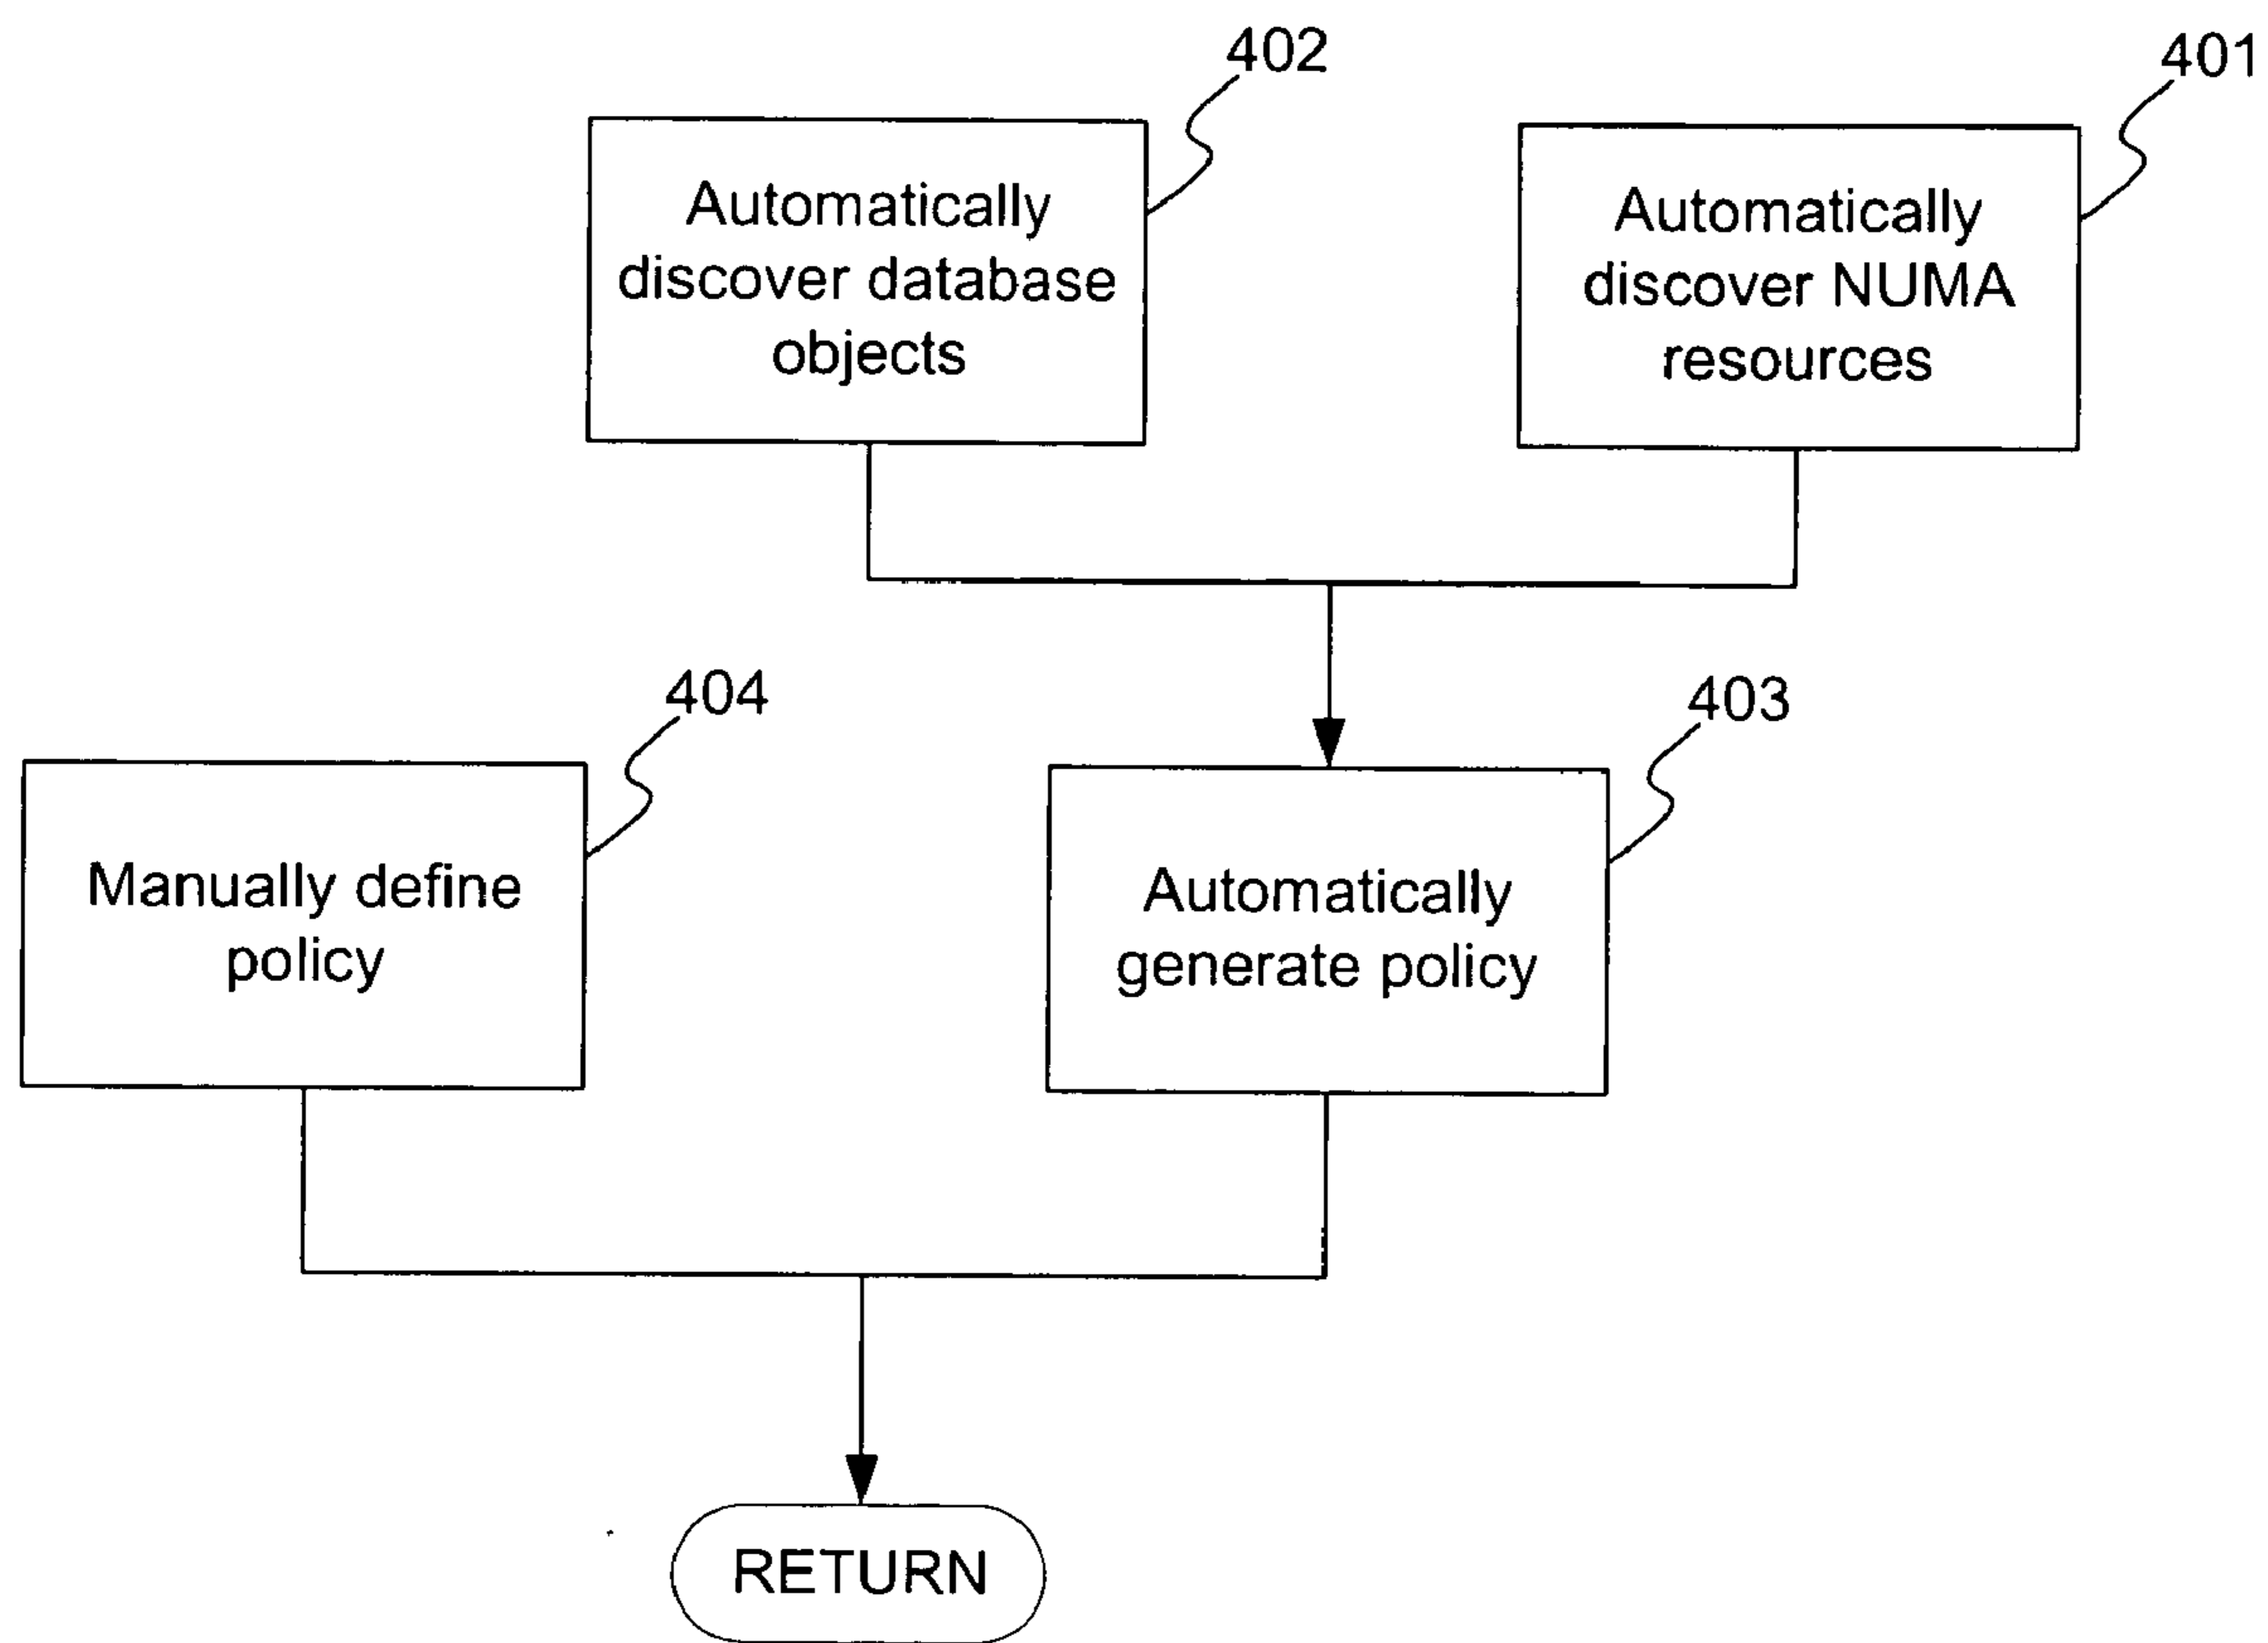 402
401
Automatically
discover database
objects
Automatically
discover NUMA
resources
404
403
Manually define
policy
Automatically
generate policy
RETURN